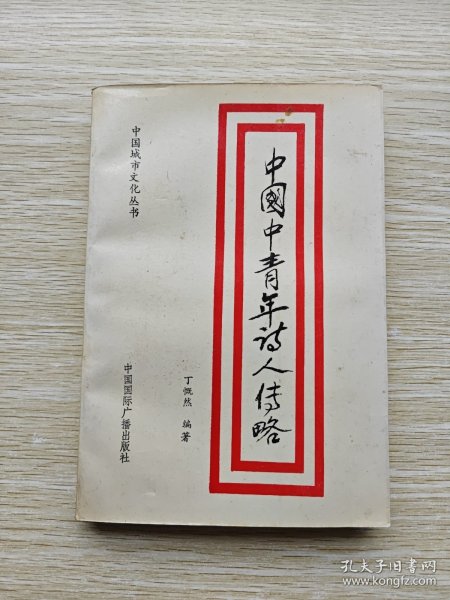 中國中青年诗人传略
丁慨然 编著
中国城市文化丛书
中国国际广播出版社
孔夫子旧书网
www.kongfz.com